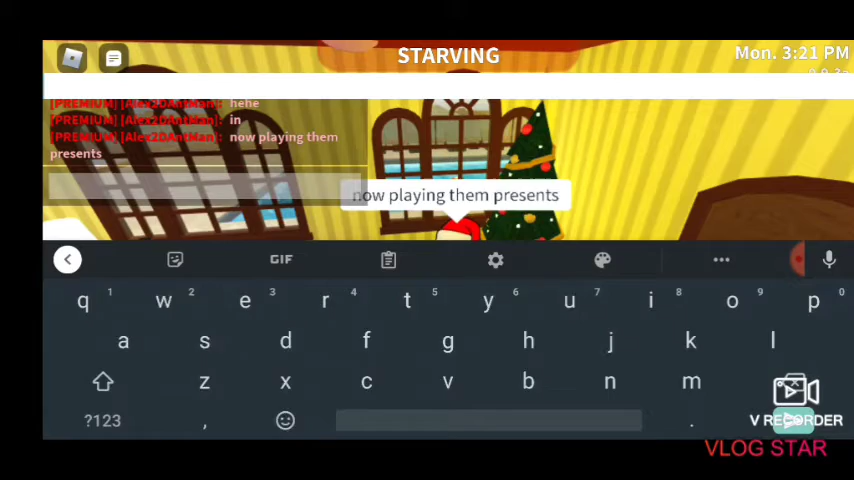 STARVING
Mon. 3:21 PM
[PREMIUM] [Alex2DAntMan]: hehe
[PREMIUM] [Alex2DAntMan]: in
[PREMIUM] [Alex2DAntMan]: now playing them
presents
now playing them presents
GIF
q 1 w 2 e 3 r 4 t 5 y 6 u 7 i 8 o 9 p 0
a s d f g h j k l
z x c v b n m
?123 , .
V RECORDER
VLOG STAR